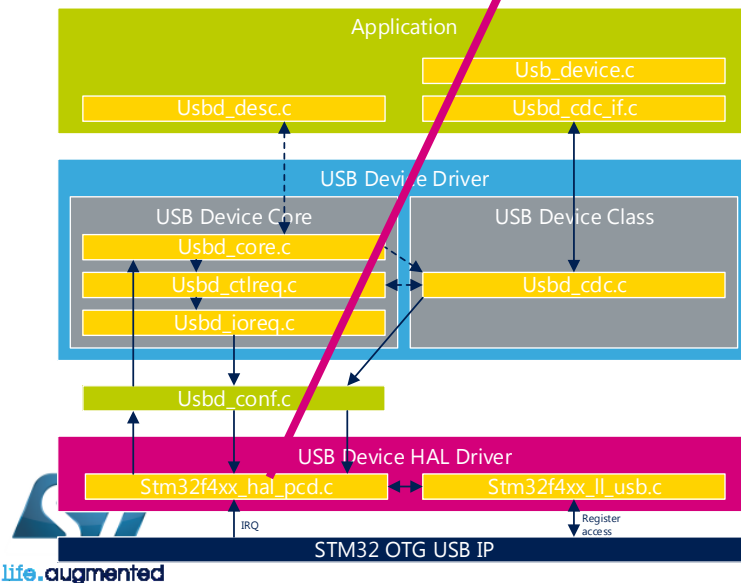 Application
Usb_device.c
Usbd_desc.c
Usbd_cdc_if.c
USB Device Driver
USB Device Core
USB Device Class
Usbd_core.c
Usbd_ctlreq.c
Usbd_cdc.c
Usbd_ioreq.c
Usbd_conf.c
USB Device HAL Driver
Stm32f4xx_hal_pcd.c
Stm32f4xx_ll_usb.c
IRQ
Register
access
STM32 OTG USB IP
life.augmented